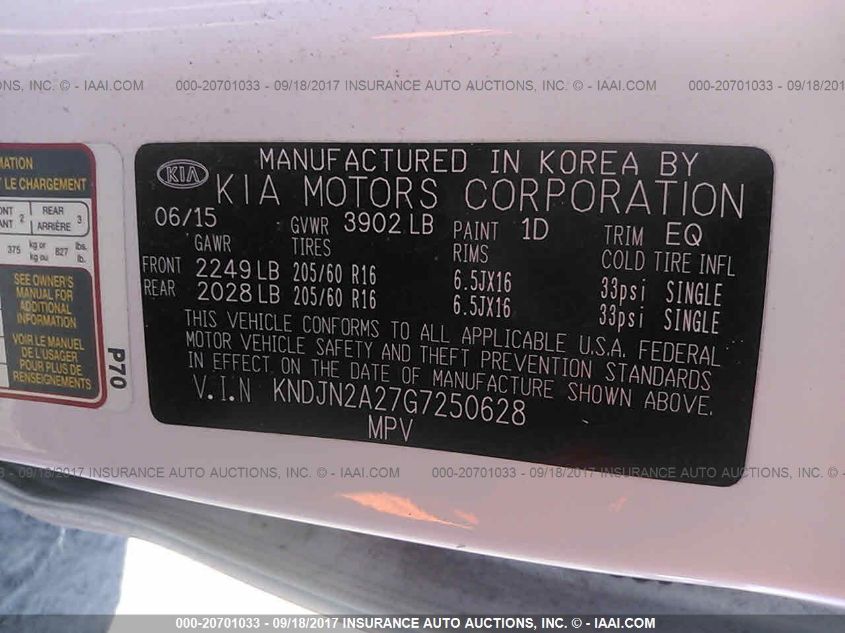 - IAAI.COM 000-20701033 - 09/18/2017 INSURANCE AUTO AUCTIONS, INC. - IAAI.COM 000-20701033 - 09/18/2017 INSURANCE
MATION
LE CHARGEMENT
2 REAR ARRIÈRE 3
375 kg or kg ou 827 lbs. lb.
SEE OWNER'S
MANUAL FOR
ADDITIONAL
INFORMATION
VOIR LE MANUEL
DE L'USAGER
POUR PLUS DE
RENSEIGNEMENTS
P70
KIA
MANUFACTURED IN KOREA BY
KIA MOTORS CORPORATION
06/15 GVWR 3902 LB PAINT 1D TRIM EQ
GAWR TIRES RIMS COLD TIRE INFL
FRONT 2249 LB 205/60 R16 6.5JX16 33psi SINGLE
REAR 2028 LB 205/60 R16 6.5JX16 33psi SINGLE
THIS VEHICLE CONFORMS TO ALL APPLICABLE U.S.A. FEDERAL
MOTOR VEHICLE SAFETY AND THEFT PREVENTION STANDARDS
IN EFFECT ON THE DATE OF MANUFACTURE SHOWN ABOVE.
V.I.N KNDJN2A27G7250628
MPV
AUTO AUCTIONS, INC. - IAAI.COM 000-20701033 - 09/18/2017 INSURANCE AUTO AUCTIONS, INC. - IAAI.COM
000-20701033 - 09/18/2017 INSURANCE AUTO AUCTIONS, INC. - IAAI.COM